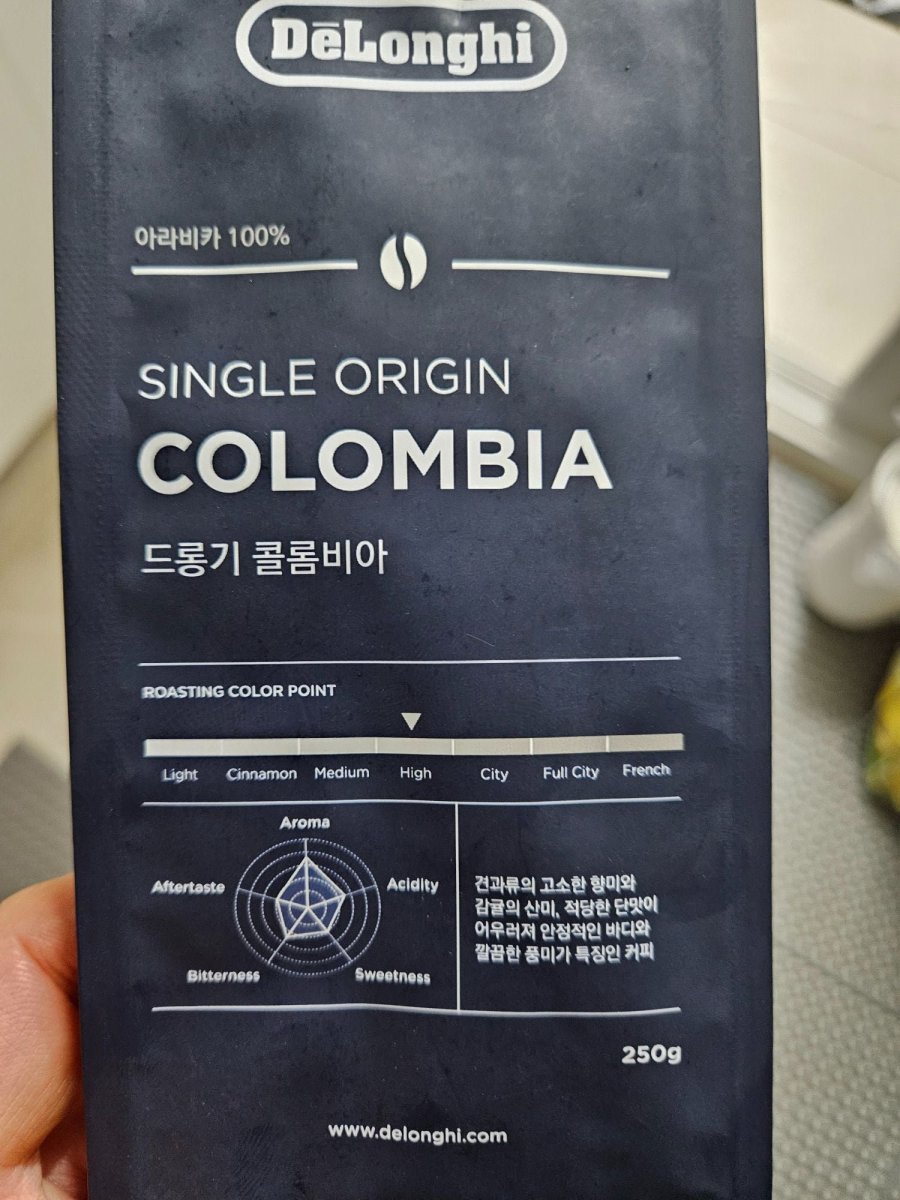 DēLonghi
아라비카 100%
SINGLE ORIGIN
COLOMBIA
드롱기 콜롬비아
ROASTING COLOR POINT
Light Cinnamon Medium High City Full City French
Aroma
Aftertaste
Acidity
Bitterness
Sweetness
견과류의 고소한 향미와
감귤의 산미, 적당한 단맛이
어우러져 안정적인 바디와
깔끔한 풍미가 특징인 커피
250g
www.delonghi.com